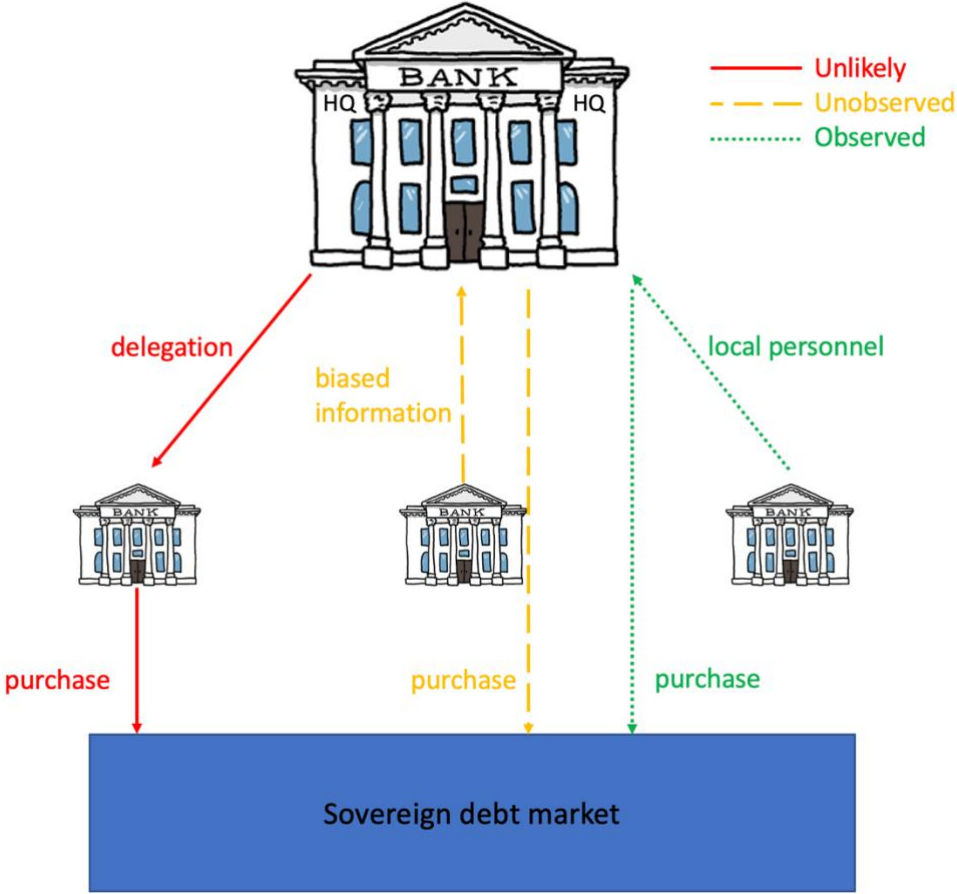 BANK
HQ
HQ
Unlikely
Unobserved
Observed
delegation
biased
information
local personnel
BANK
BANK
BANK
purchase
purchase
purchase
Sovereign debt market